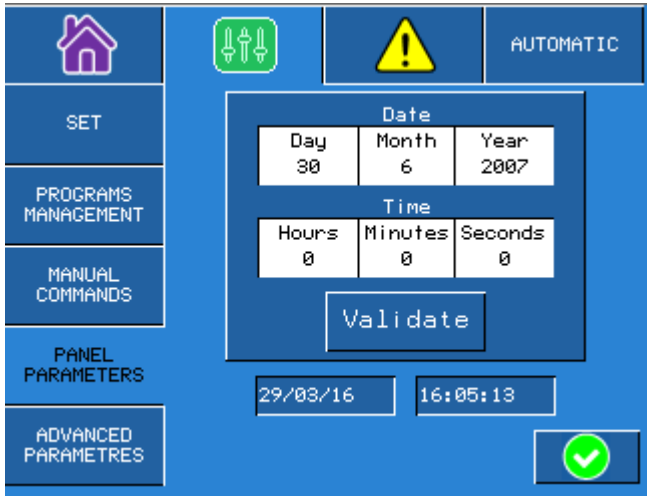 AUTOMATIC
SET
PROGRAMS
MANAGEMENT
MANUAL
COMMANDS
PANEL
PARAMETERS
ADVANCED
PARAMETRES
Date
Day Month Year
30 6 2007
Time
Hours Minutes Seconds
0 0 0
Validate
29/03/16 16:05:13